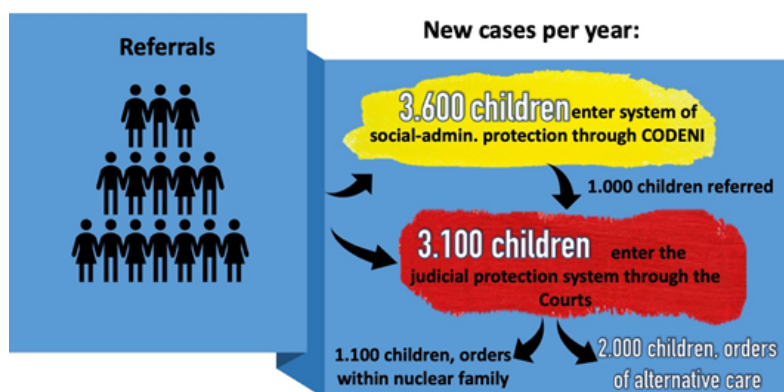 Referrals
New cases per year:
3.600 children enter system of
social-admin. protection through CODENI
1.000 children referred
3.100 children enter the
judicial protection system through the
Courts
1.100 children, orders
within nuclear family
2.000 children, orders
of alternative care